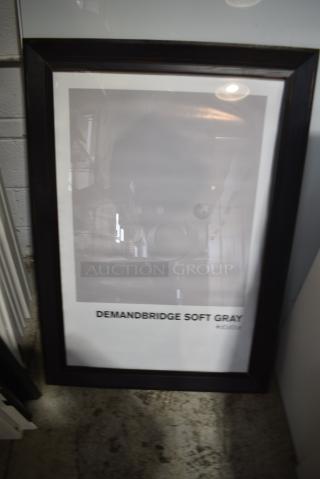 AUCTION GROUP
DEMANDBRIDGE SOFT GRAY